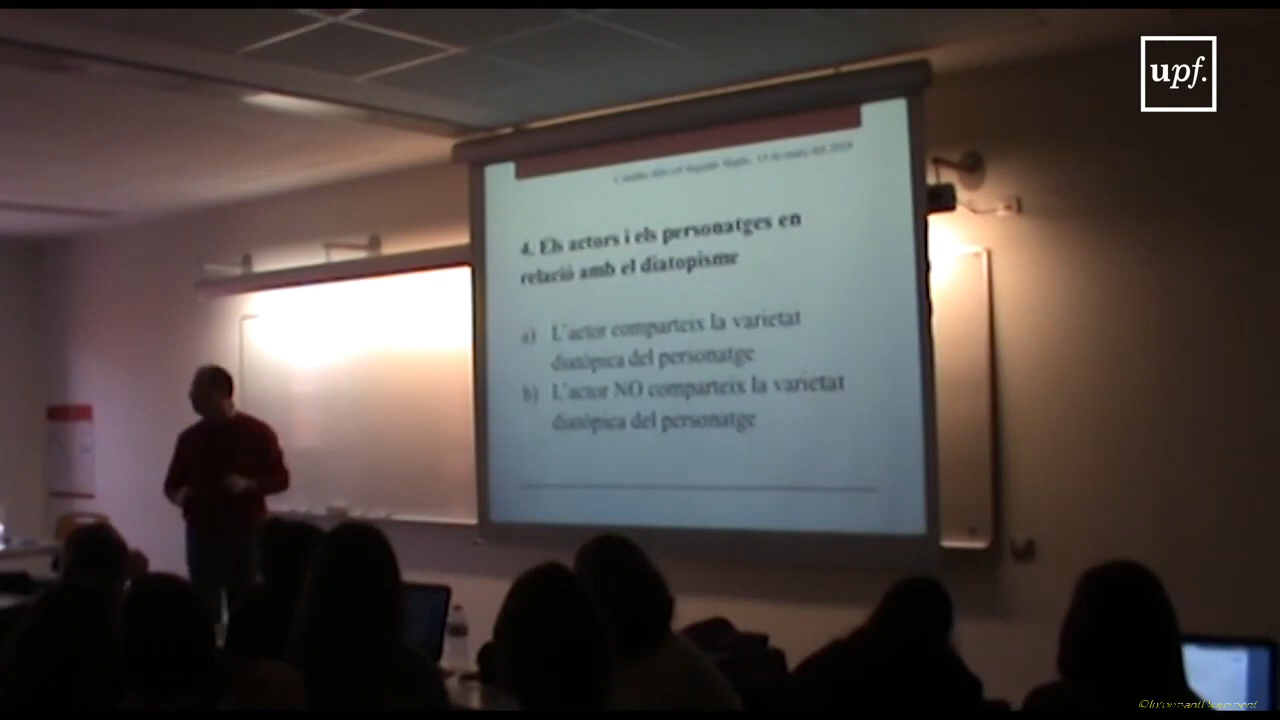 upf.
4. Els actors i els personatges en
relació amb el diatopisme
a) L'actor comparteix la varietat
diatòpica del personatge
b) L'actor NO comparteix la varietat
diatòpica del personatge